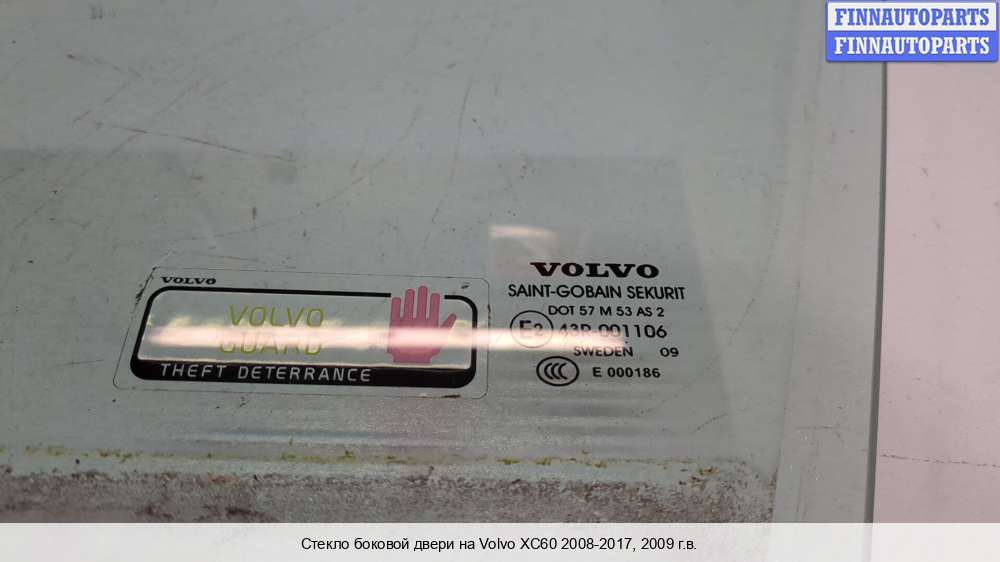 FINNAUTOPARTS
FINNAUTOPARTS
VOLVO
VOLVO
GUARD
THEFT DETERRANCE
VOLVO
SAINT-GOBAIN SEKURIT
DOT 57 M 53 AS 2
E2 43R-001106
SWEDEN 09
CCC E 000186
Стекло боковой двери на Volvo XC60 2008-2017, 2009 г.в.